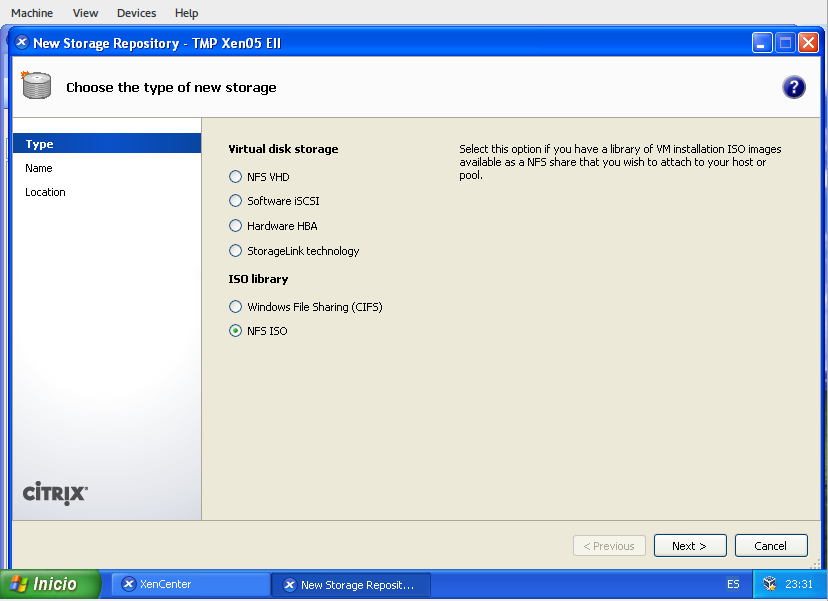 Machine View Devices Help
New Storage Repository - TMP Xen05 EII
Choose the type of new storage
?
Type
Name
Location
Virtual disk storage
NFS VHD
Software iSCSI
Hardware HBA
StorageLink technology
ISO library
Windows File Sharing (CIFS)
NFS ISO
Select this option if you have a library of VM installation ISO images
available as a NFS share that you wish to attach to your host or
pool.
CITRIX®
< Previous Next > Cancel
Inicio XenCenter New Storage Reposit... ES 23:31